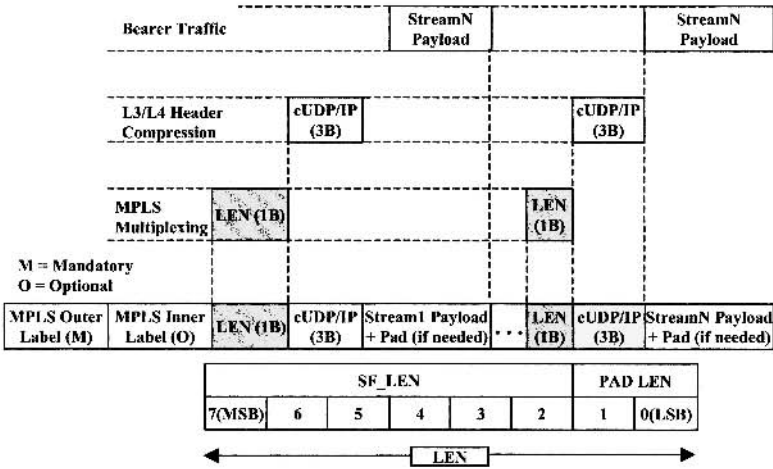 Bearer Traffic
StreamN
Payload
StreamN
Payload
L3/L4 Header
Compression
cUDP/IP
(3B)
cUDP/IP
(3B)
MPLS
Multiplexing
LEN (1B)
LEN
(1B)
M = Mandatory
O = Optional
MPLS Outer
Label (M)
MPLS Inner
Label (O)
LEN (1B)
cUDP/IP
(3B)
Stream1 Payload
+ Pad (if needed)
...
LEN
(1B)
cUDP/IP
(3B)
StreamN Payload
+ Pad (if needed)
SF_LEN
PAD LEN
7(MSB) 6 5 4 3 2 1 0(LSB)
LEN